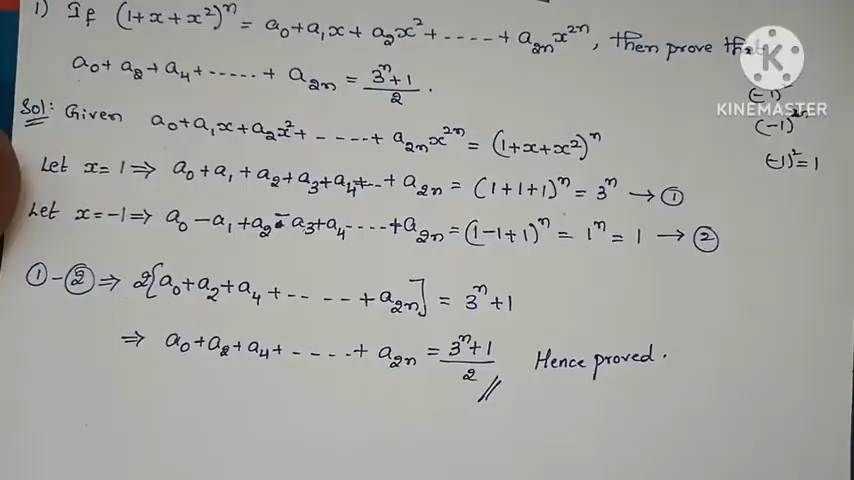 1) If (1+x+x²)ⁿ = a₀+a₁x+a₂x²+-----+a₂ₙx²ⁿ, then prove that
a₀+a₂+a₄+-----+a₂ₙ = (3ⁿ+1)/2.
Sol: Given a₀+a₁x+a₂x²+-----+a₂ₙx²ⁿ = (1+x+x²)ⁿ
Let x=1 ⇒ a₀+a₁+a₂+a₃+a₄+--+a₂ₙ = (1+1+1)ⁿ = 3ⁿ → ①
Let x=-1 ⇒ a₀-a₁+a₂-a₃+a₄-----+a₂ₙ = (1-1+1)ⁿ = 1ⁿ = 1 → ②
①-② ⇒ 2[a₀+a₂+a₄+-----+a₂ₙ] = 3ⁿ+1
⇒ a₀+a₂+a₄+-----+a₂ₙ = (3ⁿ+1)/2 // Hence proved.
K
(-1)
KINEMASTER
(-1)²ⁿ
(-1)²=1